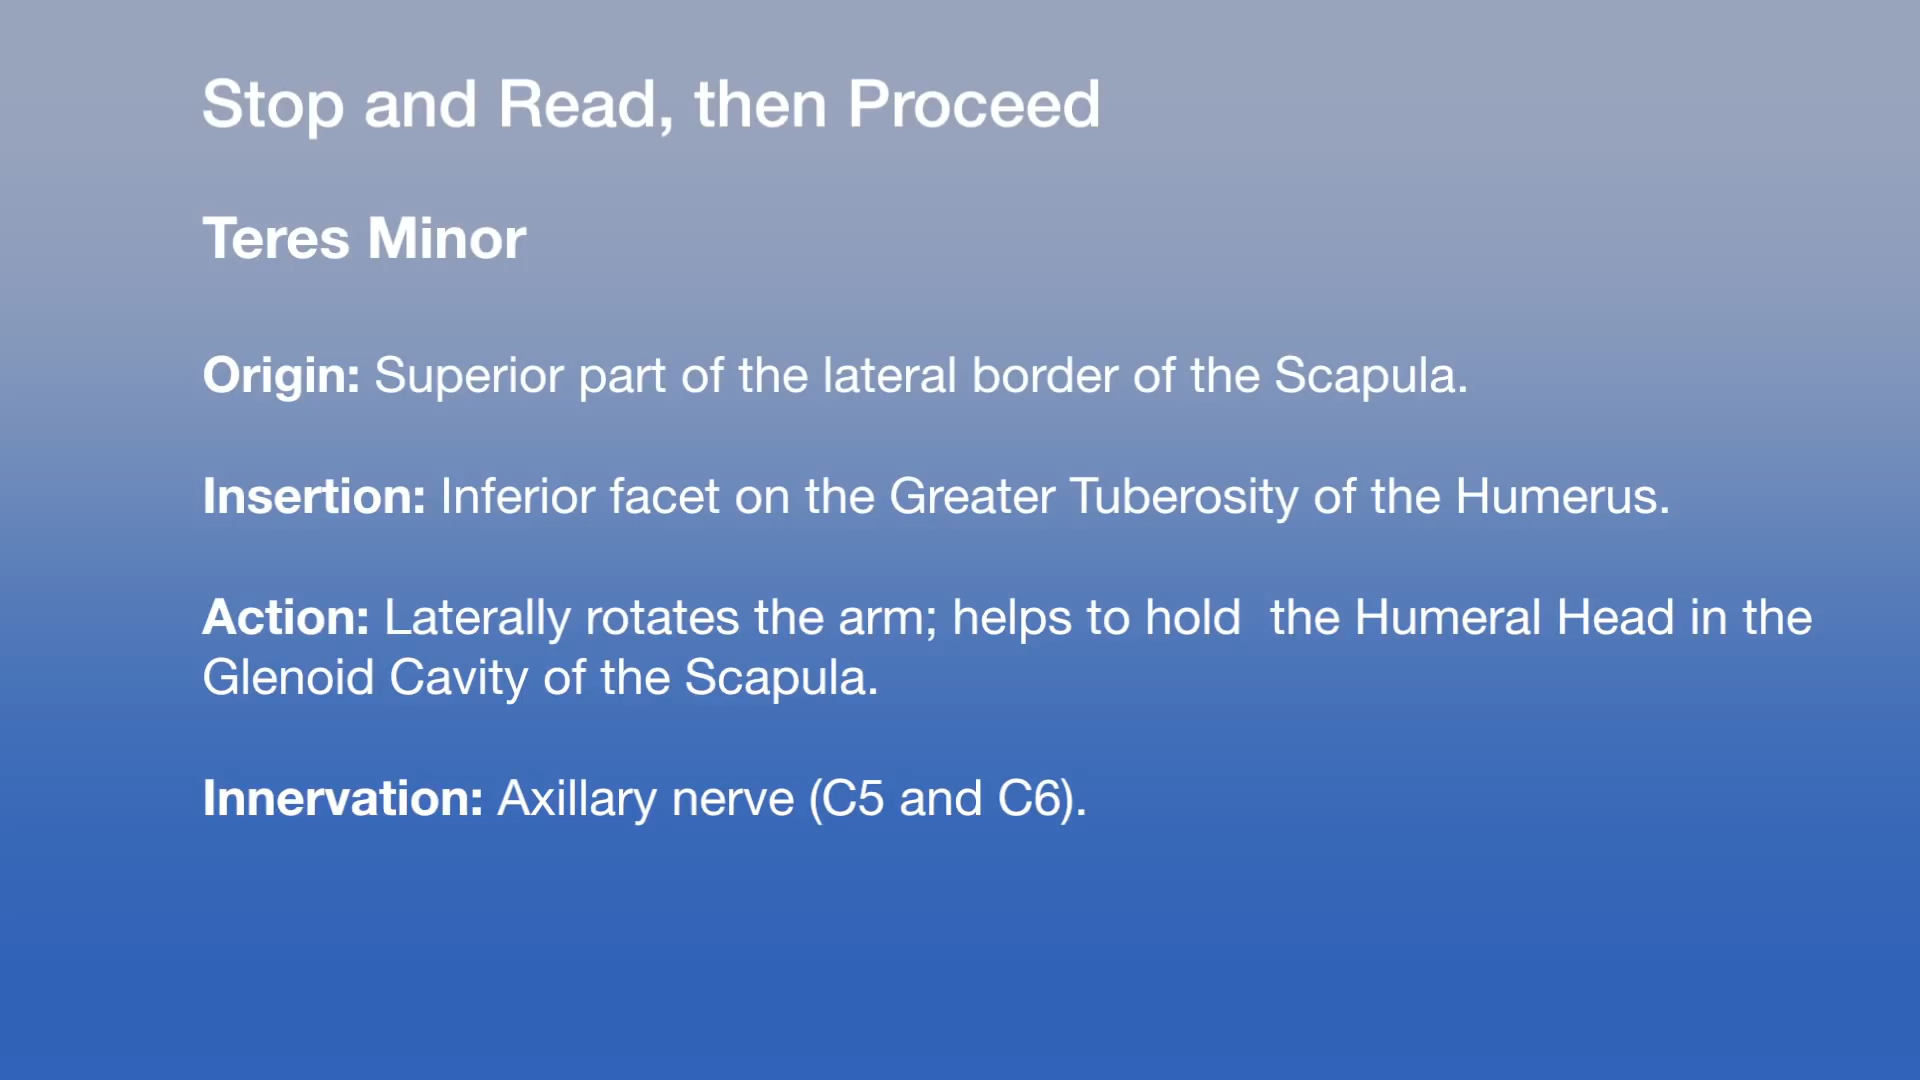 Stop and Read, then Proceed
Teres Minor
Origin: Superior part of the lateral border of the Scapula.
Insertion: Inferior facet on the Greater Tuberosity of the Humerus.
Action: Laterally rotates the arm; helps to hold  the Humeral Head in the
Glenoid Cavity of the Scapula.
Innervation: Axillary nerve (C5 and C6).